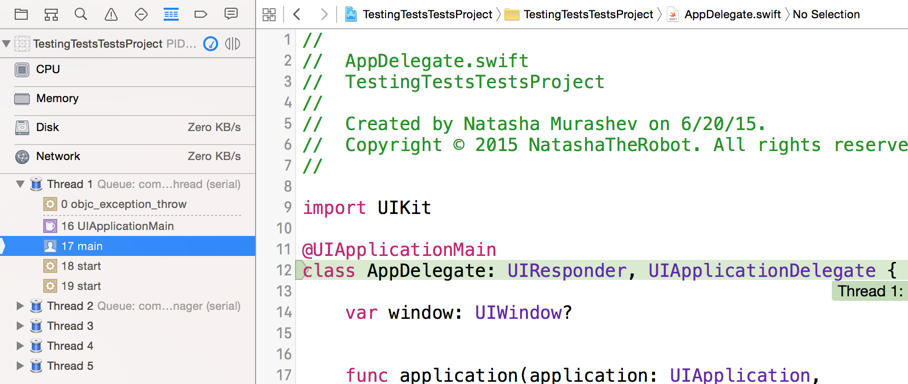 TestingTestsTestsProject PID...
CPU
Memory
Disk Zero KB/s
Network Zero KB/s
Thread 1 Queue: com...hread (serial)
0 objc_exception_throw
16 UIApplicationMain
17 main
18 start
19 start
Thread 2 Queue: com...nager (serial)
Thread 3
Thread 4
Thread 5
TestingTestsTestsProject TestingTestsTestsProject AppDelegate.swift No Selection
1 //
2 // AppDelegate.swift
3 // TestingTestsTestsProject
4 //
5 // Created by Natasha Murashev on 6/20/15.
6 // Copyright © 2015 NatashaTheRobot. All rights reserve
7 //
8
9 import UIKit
10
11 @UIApplicationMain
12 class AppDelegate: UIResponder, UIApplicationDelegate {
Thread 1:
13
14 var window: UIWindow?
15
16
17 func application(application: UIApplication,